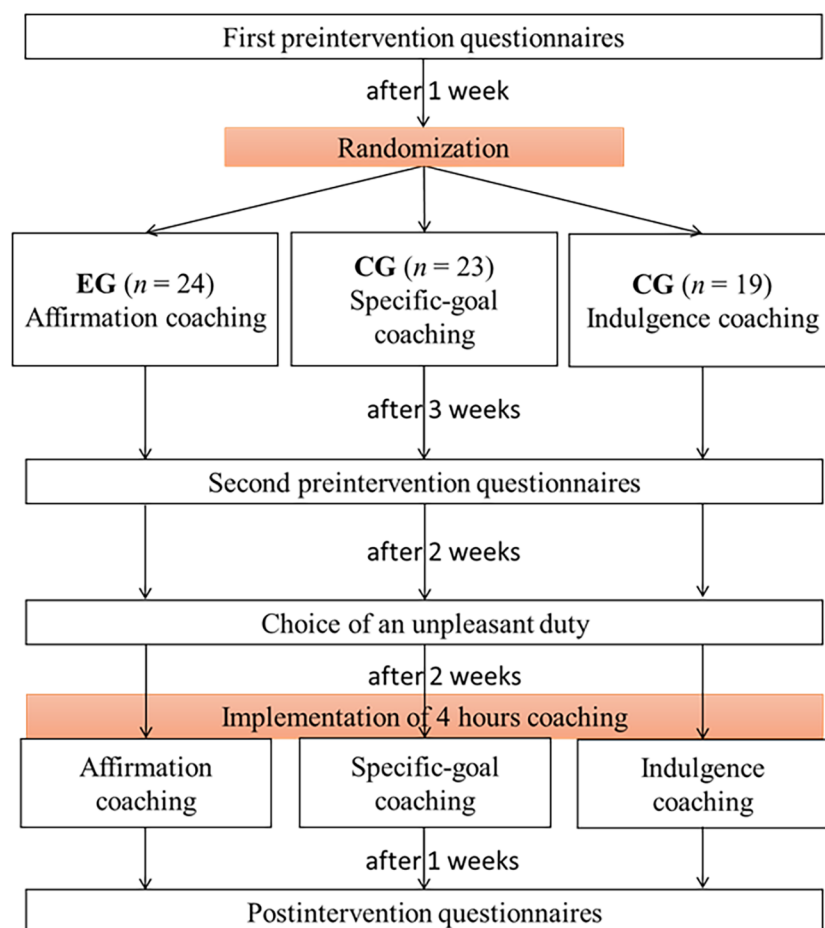 First preintervention questionnaires
after 1 week
Randomization
EG (n = 24)
Affirmation coaching
CG (n = 23)
Specific-goal
coaching
CG (n = 19)
Indulgence coaching
after 3 weeks
Second preintervention questionnaires
after 2 weeks
Choice of an unpleasant duty
after 2 weeks
Implementation of 4 hours coaching
Affirmation
coaching
Specific-goal
coaching
Indulgence
coaching
after 1 weeks
Postintervention questionnaires